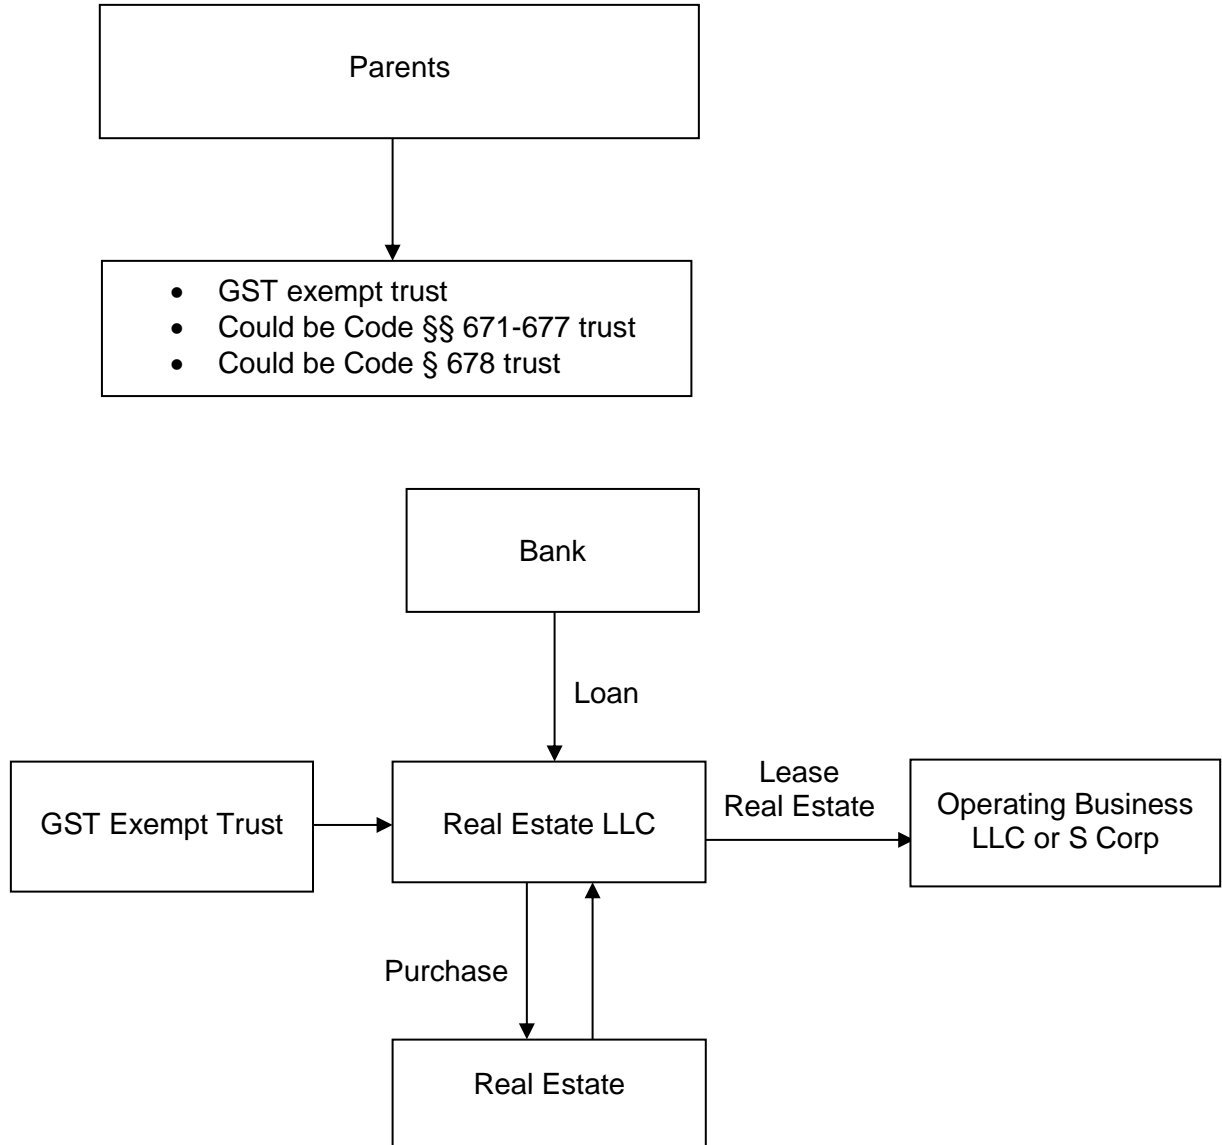 Parents
• GST exempt trust
• Could be Code §§ 671-677 trust
• Could be Code § 678 trust
Bank
Loan
GST Exempt Trust
Real Estate LLC
Lease
Real Estate
Operating Business
LLC or S Corp
Purchase
Real Estate